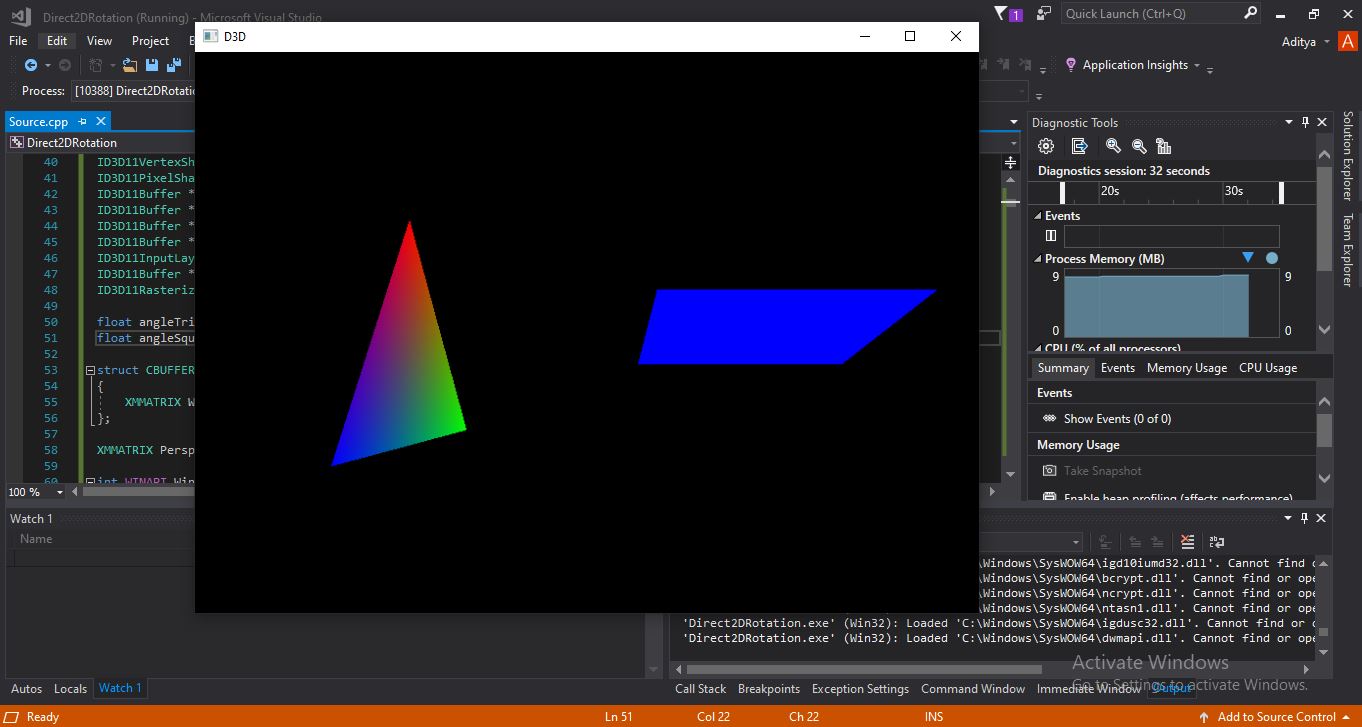 Direct2DRotation (Running) - Microsoft Visual Studio
1
Quick Launch (Ctrl+Q)
File Edit View Project
Aditya
A
D3D
Application Insights
Process: [10388] Direct2DRotatio
Source.cpp
Direct2DRotation
40 ID3D11VertexSh
41 ID3D11PixelSha
42 ID3D11Buffer *
43 ID3D11Buffer *
44 ID3D11Buffer *
45 ID3D11Buffer *
46 ID3D11InputLay
47 ID3D11Buffer *
48 ID3D11Rasteriz
49
50 float angleTri
51 float angleSqu
52
53 struct CBUFFER
54 {
55 XMMATRIX W
56 };
57
58 XMMATRIX Persp
59
60 int WINAPI Win
100 %
Diagnostic Tools
Diagnostics session: 32 seconds
20s 30s
Events
Process Memory (MB)
9 9
0 0
CPU (% of all processors)
Summary Events Memory Usage CPU Usage
Events
Show Events (0 of 0)
Memory Usage
Take Snapshot
Enable heap profiling (affects performance)
Solution Explorer
Team Explorer
Watch 1
Name
\Windows\SysWOW64\igd10iumd32.dll'. Cannot find
\Windows\SysWOW64\bcrypt.dll'. Cannot find or ope
\Windows\SysWOW64\ncrypt.dll'. Cannot find or ope
\Windows\SysWOW64\ntasn1.dll'. Cannot find or ope
'Direct2DRotation.exe' (Win32): Loaded 'C:\Windows\SysWOW64\igdusc32.dll'. Cannot find or
'Direct2DRotation.exe' (Win32): Loaded 'C:\Windows\SysWOW64\dwmapi.dll'. Cannot find or ope
Activate Windows
Go to Settings to activate Windows.
Autos Locals Watch 1
Call Stack Breakpoints Exception Settings Command Window Immediate Window Output
Ready Ln 51 Col 22 Ch 22 INS Add to Source Control